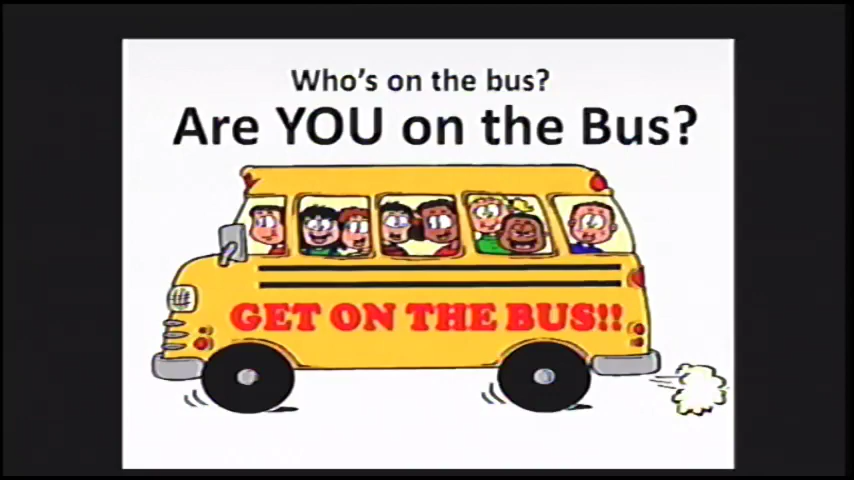 Who's on the bus?
Are YOU on the Bus?
GET ON THE BUS!!